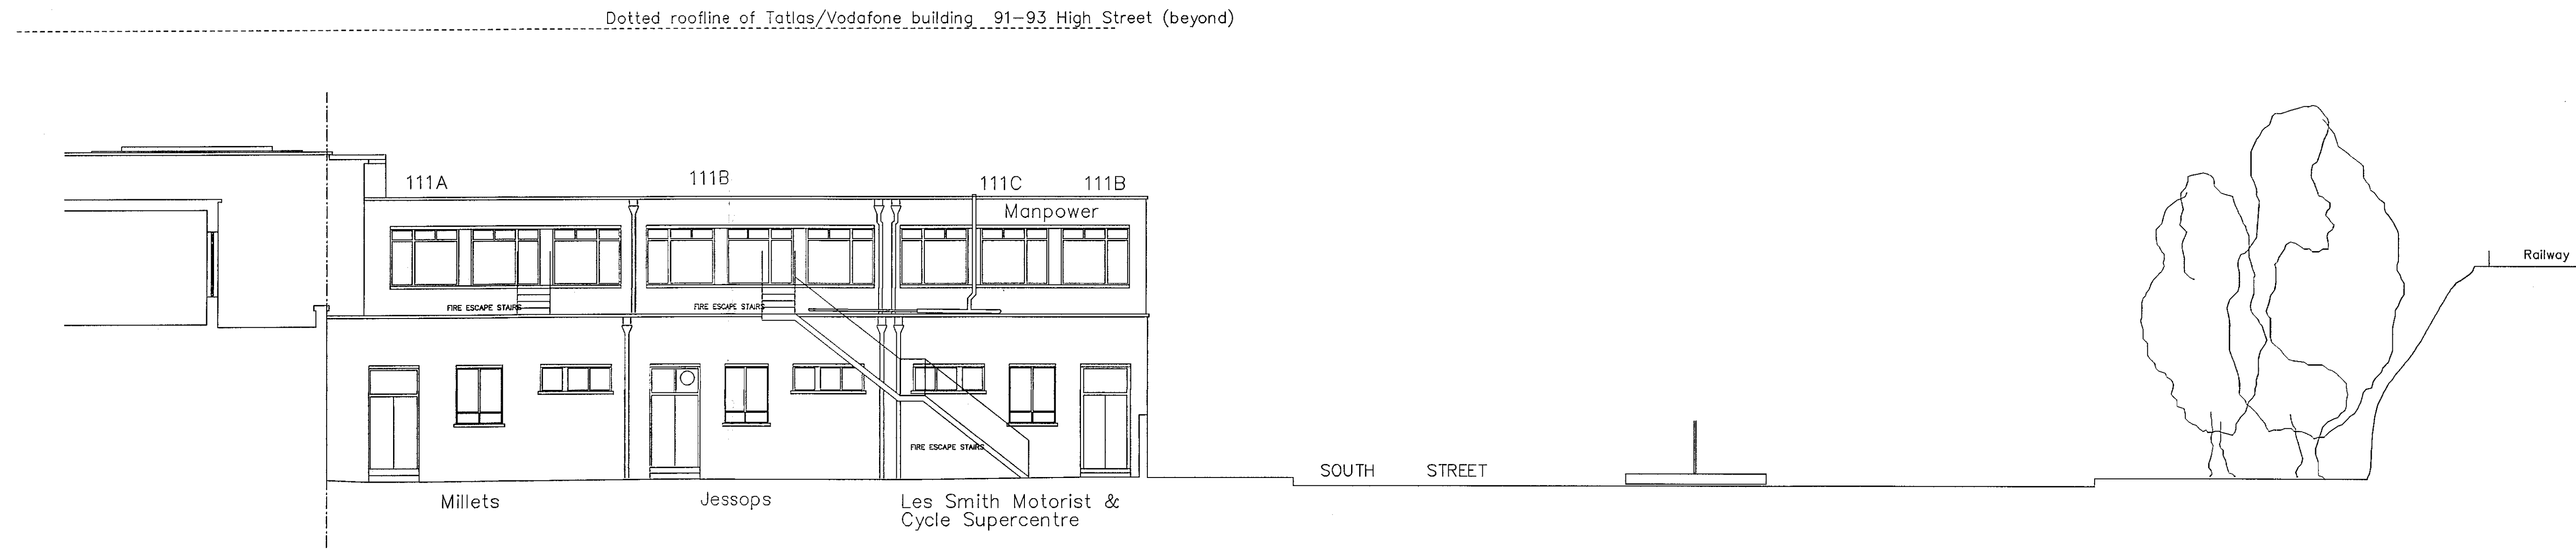 Dotted roofline of Tatlas/Vodafone building 91-93 High Street (beyond)
111A
111B
111C
111B
Manpower
Railway
FIRE ESCAPE STAIRS
FIRE ESCAPE STAIRS
FIRE ESCAPE STAIRS
SOUTH STREET
Millets
Jessops
Les Smith Motorist &
Cycle Supercentre